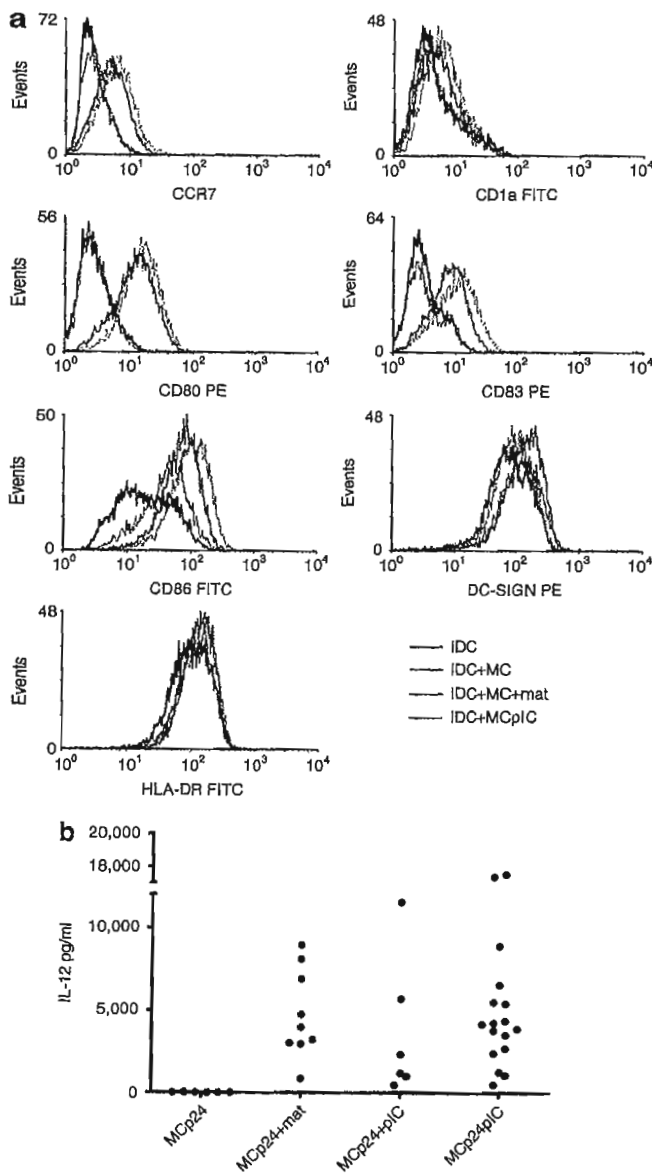 a
72
Events
0
10^0 10^1 10^2 10^3 10^4
CCR7
48
Events
0
10^0 10^1 10^2 10^3 10^4
CD1a FITC
56
Events
0
10^0 10^1 10^2 10^3 10^4
CD80 PE
64
Events
0
10^0 10^1 10^2 10^3 10^4
CD83 PE
50
Events
0
10^0 10^1 10^2 10^3 10^4
CD86 FITC
48
Events
0
10^0 10^1 10^2 10^3 10^4
DC-SIGN PE
48
Events
0
10^0 10^1 10^2 10^3 10^4
HLA-DR FITC
IDC
IDC+MC
IDC+MC+mat
IDC+MCpIC
b
20,000
18,000
10,000
5,000
0
IL-12 pg/ml
MCp24
MCp24+mat
MCp24+pIC
MCp24pIC